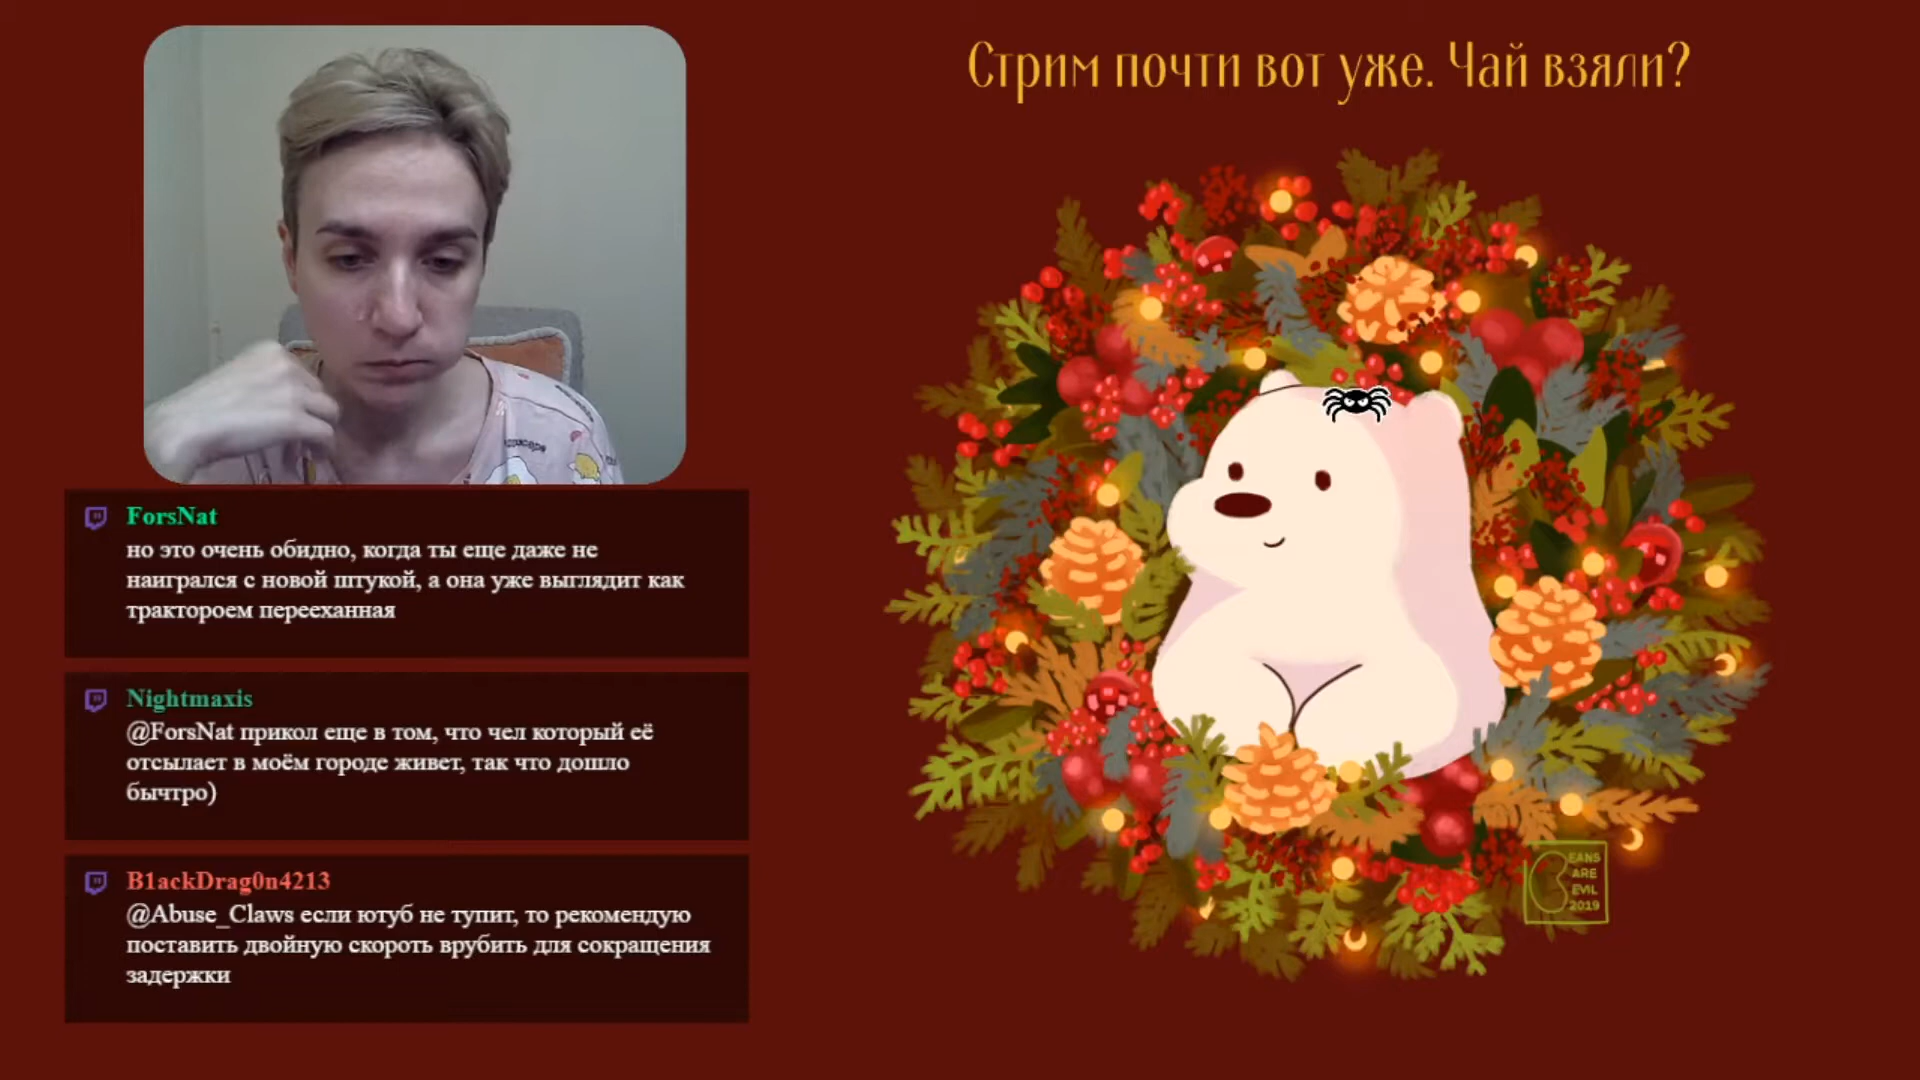 Стрим почти вот уже. Чай взяли?
ForsNat
но это очень обидно, когда ты еще даже не
наигрался с новой штукой, а она уже выглядит как
трактороем переехханная
Nightmaxis
@ForsNat прикол еще в том, что чел который её
отсылает в моём городе живет, так что дошло
бычтро)
B1ackDrag0n4213
@Abuse_Claws если ютуб не тупит, то рекомендую
поставить двойную скороть врубить для сокращения
задержки
EANS
ARE
EVIL
2019